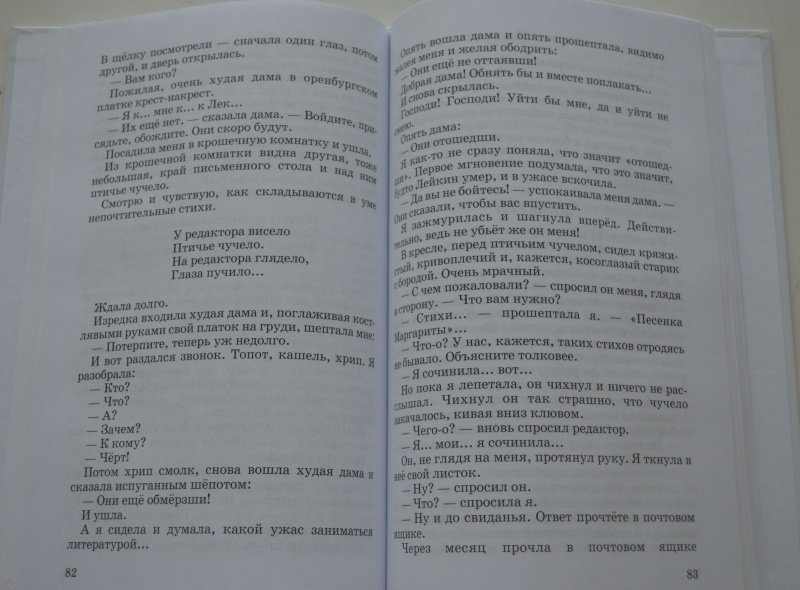 В щёлку посмотрели — сначала один глаз, потом
другой, и дверь открылась.
— Вам кого?
Пожилая, очень худая дама в оренбургском
платке крест-накрест.
— Я к... мне к... к Лек...
— Их ещё нет, — сказала дама. — Войдите, при-
сядьте, обождите. Они скоро будут.
Посадила меня в крошечную комнатку и ушла.
Из крошечной комнатки видна другая, тоже
небольшая, край письменного стола и над ним
птичье чучело.
Смотрю и чувствую, как складываются в уме
непочтительные стихи.
У редактора висело
Птичье чучело.
На редактора глядело,
Глаза пучило...
Ждала долго.
Изредка входила худая дама и, поглаживая кост-
лявыми руками свой платок на груди, шептала мне:
— Потерпите, теперь уж недолго.
И вот раздался звонок. Топот, кашель, хрип. Я
разобрала:
— Кто?
— Что?
— А?
— Зачем?
— К кому?
— Чёрт!
Потом хрип смолк, снова вошла худая дама и
сказала испуганным шёпотом:
— Они ещё обмёрзши!
И ушла.
А я сидела и думала, какой ужас заниматься
литературой...
82
Опять вошла дама и опять прошептала, видимо
жалея меня и желая ободрить:
— Они ещё не оттаявши!
Добрая дама! Обнять бы и вместе поплакать...
И снова скрылась.
Господи! Господи! Уйти бы мне, да и уйти не
смею.
Опять дама:
— Они отошедши.
Я как-то не сразу поняла, что значит «отошед-
ши». Первое мгновение подумала, что это значит,
будто Лейкин умер, и в ужасе вскочила.
— Да вы не бойтесь! — успокаивала меня дама. —
Они сказали, чтобы вас впустить.
Я зажмурилась и шагнула вперёд. Действи-
тельно, ведь не убьёт же он меня!
В кресле, перед птичьим чучелом, сидел кряжи-
стый, кривоплечий и, кажется, косоглазый старик
с бородой. Очень мрачный.
— С чем пожаловали? — спросил он меня, глядя
в сторону. — Что вам нужно?
— Стихи... — прошептала я. — «Песенка
Маргариты»...
— Что-о? У нас, кажется, таких стихов отродясь
не бывало. Объясните толковее.
— Я сочинила... вот...
Но пока я лепетала, он чихнул и ничего не рас-
слышал. Чихнул он так страшно, что чучело
закачалось, кивая вниз клювом.
— Чего-о? — вновь спросил редактор.
— Я... мои... я сочинила...
Он, не глядя на меня, протянул руку. Я ткнула в
неё свой листок.
— Ну? — спросил он.
— Что? — спросила я.
— Ну и до свиданья. Ответ прочтёте в почтовом
ящике.
Через месяц прочла в почтовом ящике
83